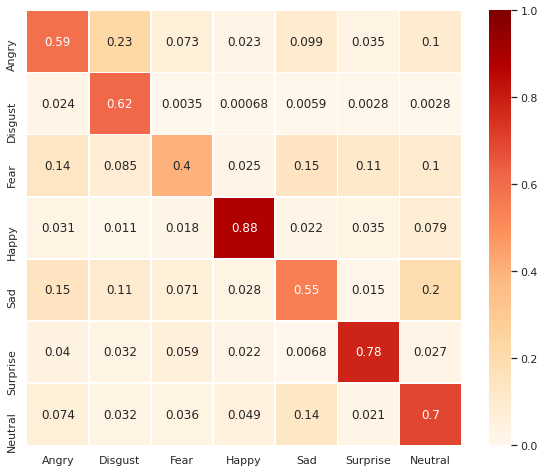 1.0
Angry 0.59 0.23 0.073 0.023 0.099 0.035 0.1
Disgust 0.024 0.62 0.0035 0.00068 0.0059 0.0028 0.0028
0.8
Fear 0.14 0.085 0.4 0.025 0.15 0.11 0.1
0.6
Happy 0.031 0.011 0.018 0.88 0.022 0.035 0.079
0.4
Sad 0.15 0.11 0.071 0.028 0.55 0.015 0.2
0.2
Surprise 0.04 0.032 0.059 0.022 0.0068 0.78 0.027
Neutral 0.074 0.032 0.036 0.049 0.14 0.021 0.7
0.0
Angry Disgust Fear Happy Sad Surprise Neutral